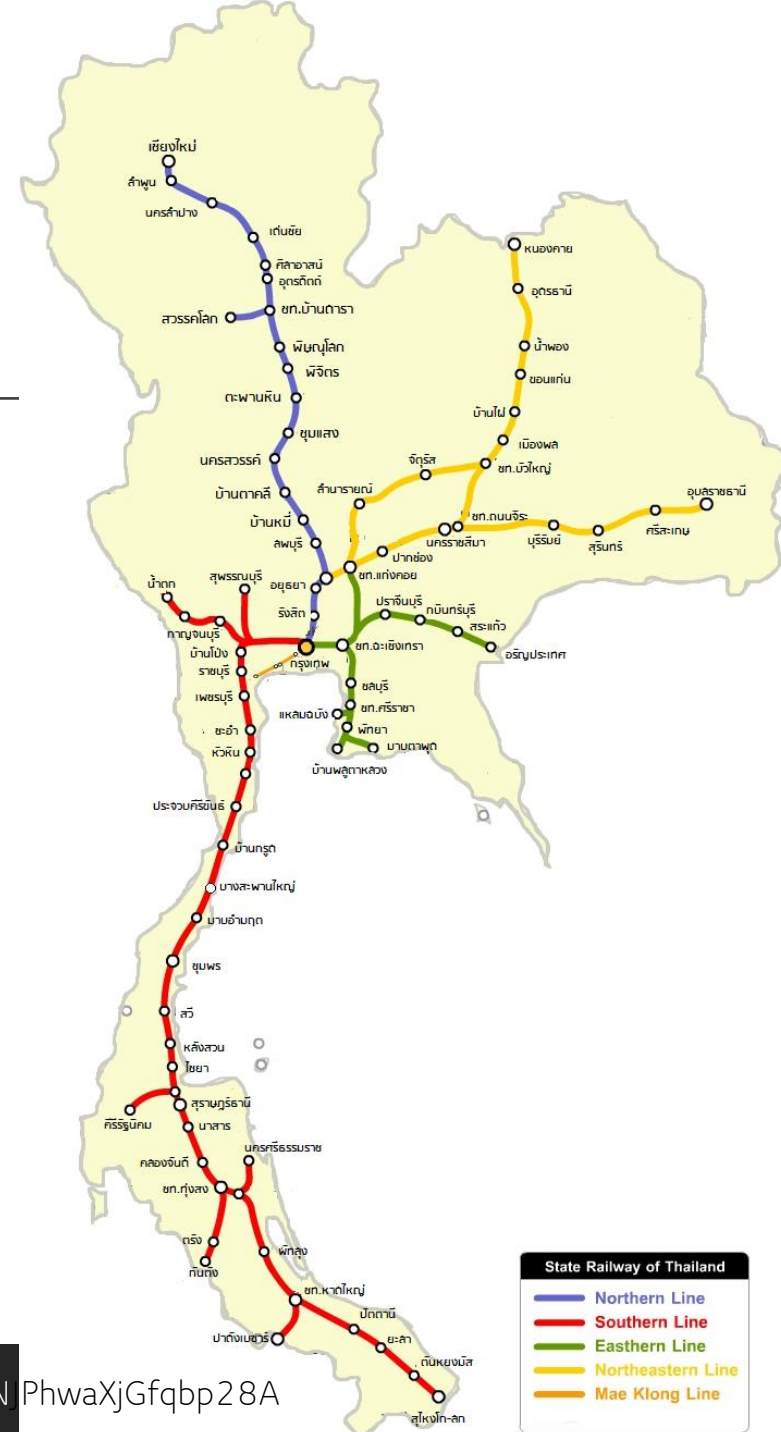 เชียงใหม่
ลำพูน
นครลำปาง
เด่นชัย
ศิลาอาสน์
อุตรดิตถ์
ชท.บ้านดารา
สวรรคโลก
พิษณุโลก
พิจิตร
ตะพานหิน
ชุมแสง
นครสวรรค์
บ้านตาคลี
บ้านหมี่
ลพบุรี
อยุธยา
รังสิต
กรุงเทพ
หนองคาย
อุดรธานี
น้ำพอง
ขอนแก่น
บ้านไผ่
เมืองพล
ชท.บัวใหญ่
จัตุรัส
ลำนารายณ์
อุบลราชธานี
ศรีสะเกษ
สุรินทร์
บุรีรัมย์
ชท.ถนนจิระ
นครราชสีมา
ปากช่อง
ชท.แก่งคอย
ปราจีนบุรี
กบินทร์บุรี
สระแก้ว
อรัญประเทศ
ชท.ฉะเชิงเทรา
ชลบุรี
ชท.ศรีราชา
แหลมฉบัง
พัทยา
มาบตาพุด
บ้านพลูตาหลวง
น้ำตก
สุพรรณบุรี
กาญจนบุรี
บ้านโป่ง
ราชบุรี
เพชรบุรี
ชะอำ
หัวหิน
ประจวบคีรีขันธ์
บ้านกรูด
บางสะพานใหญ่
มาบอำมฤต
ชุมพร
สวี
หลังสวน
ไชยา
สุราษฎร์ธานี
คีรีรัฐนิคม
นาสาร
นครศรีธรรมราช
คลองจันดี
ชท.ทุ่งสง
ตรัง
กันตัง
พัทลุง
ชท.หาดใหญ่
ปาดังเบซาร์
ปัตตานี
ยะลา
ตันหยงมัส
สุไหงโก-ลก
State Railway of Thailand
Northern Line
Southern Line
Easthern Line
Northeastern Line
Mae Klong Line
NJPhwaXjGfqbp28A